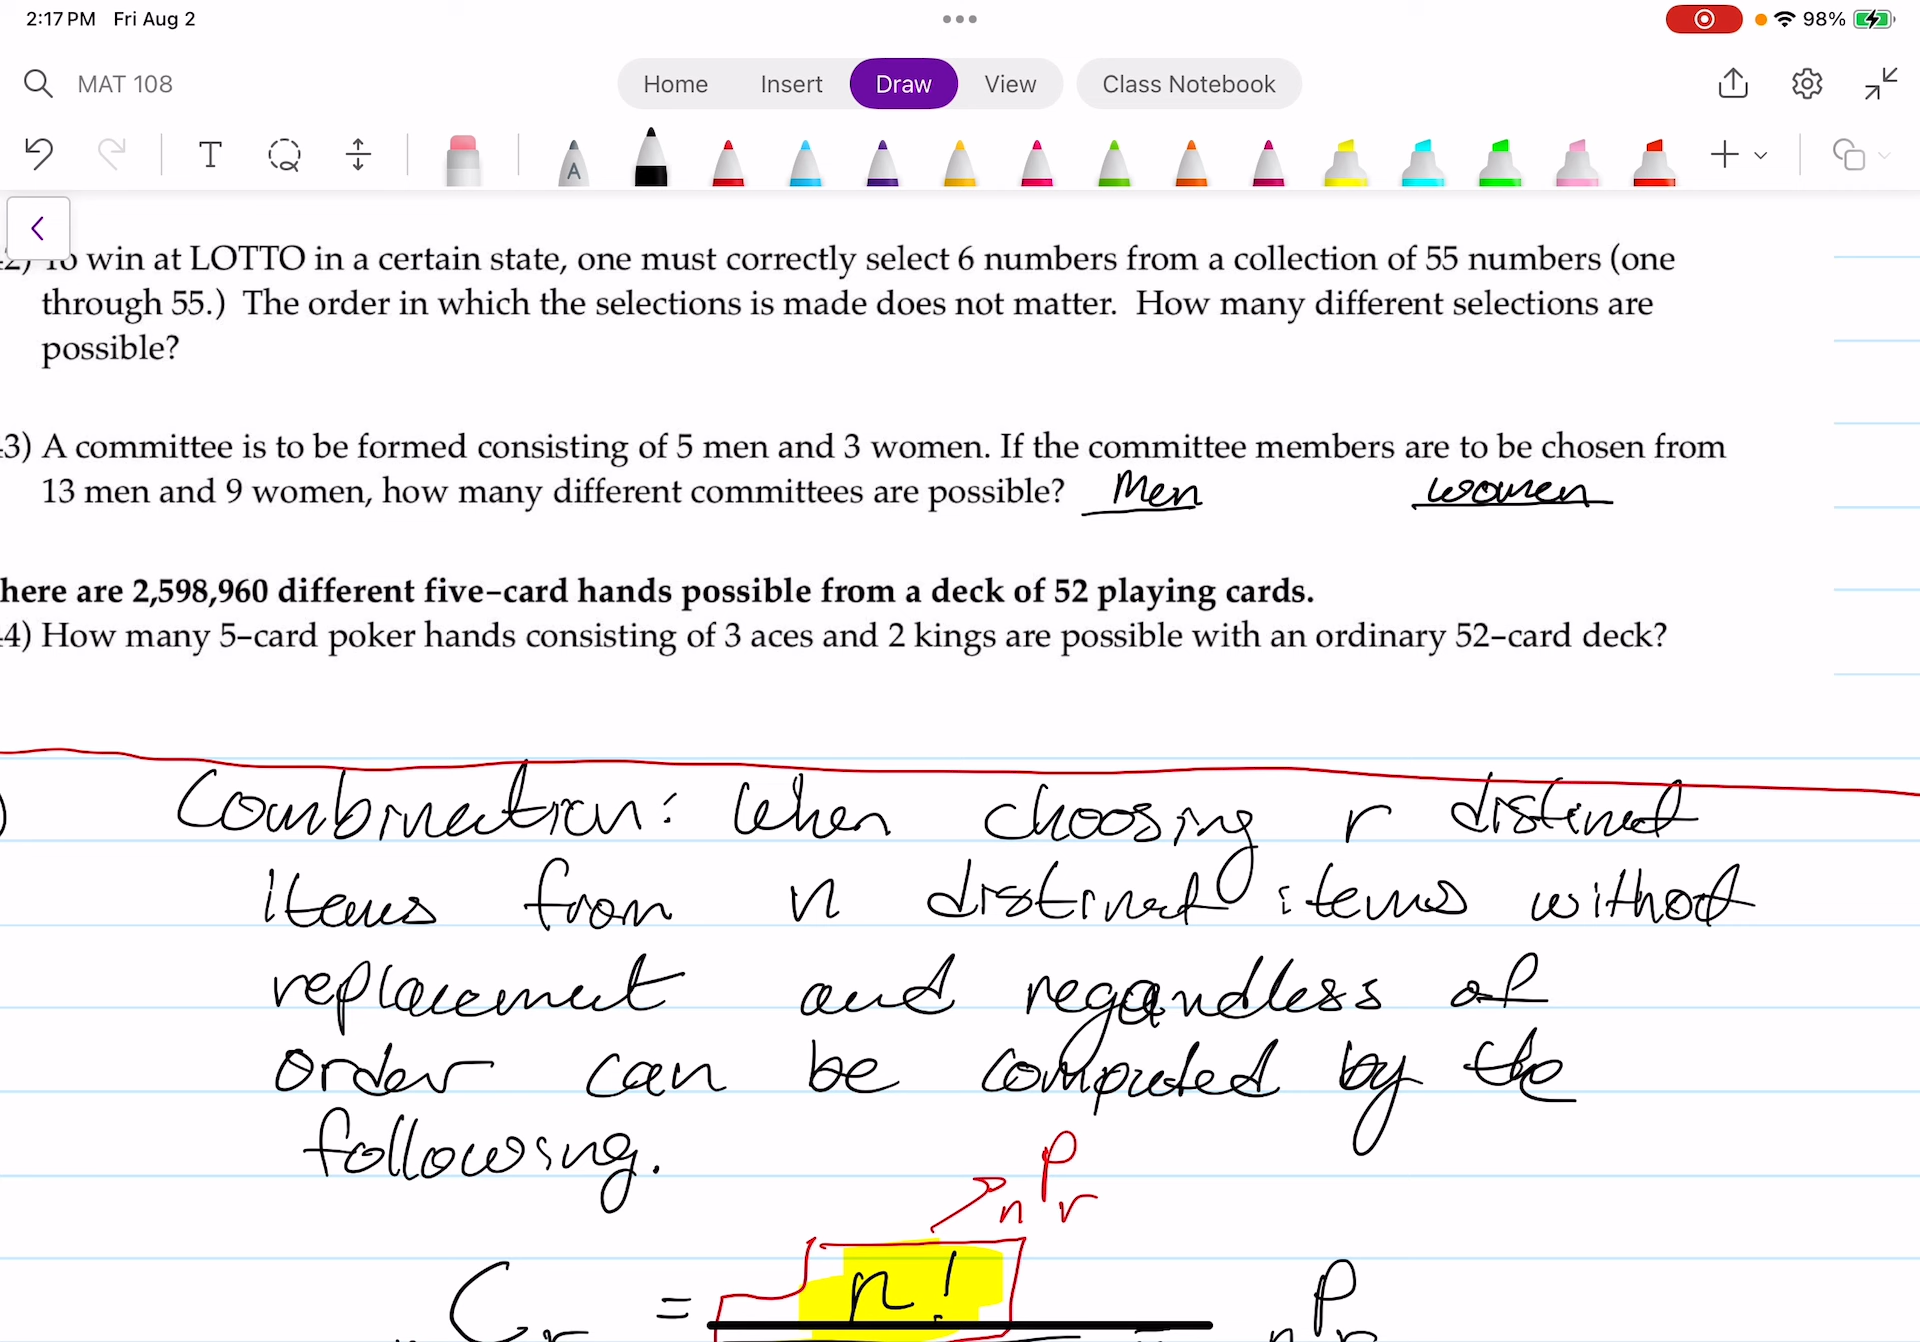 2:17 PM Fri Aug 2
98%
MAT 108
Home Insert Draw View Class Notebook
T A
2) To win at LOTTO in a certain state, one must correctly select 6 numbers from a collection of 55 numbers (one
through 55.) The order in which the selections is made does not matter. How many different selections are
possible?
3) A committee is to be formed consisting of 5 men and 3 women. If the committee members are to be chosen from
13 men and 9 women, how many different committees are possible? Men women
here are 2,598,960 different five-card hands possible from a deck of 52 playing cards.
4) How many 5-card poker hands consisting of 3 aces and 2 kings are possible with an ordinary 52-card deck?
Combination: When choosing r distinct
items from n distinct items without
replacement and regardless of
order can be computed by the
following.
nPr
C = n! P